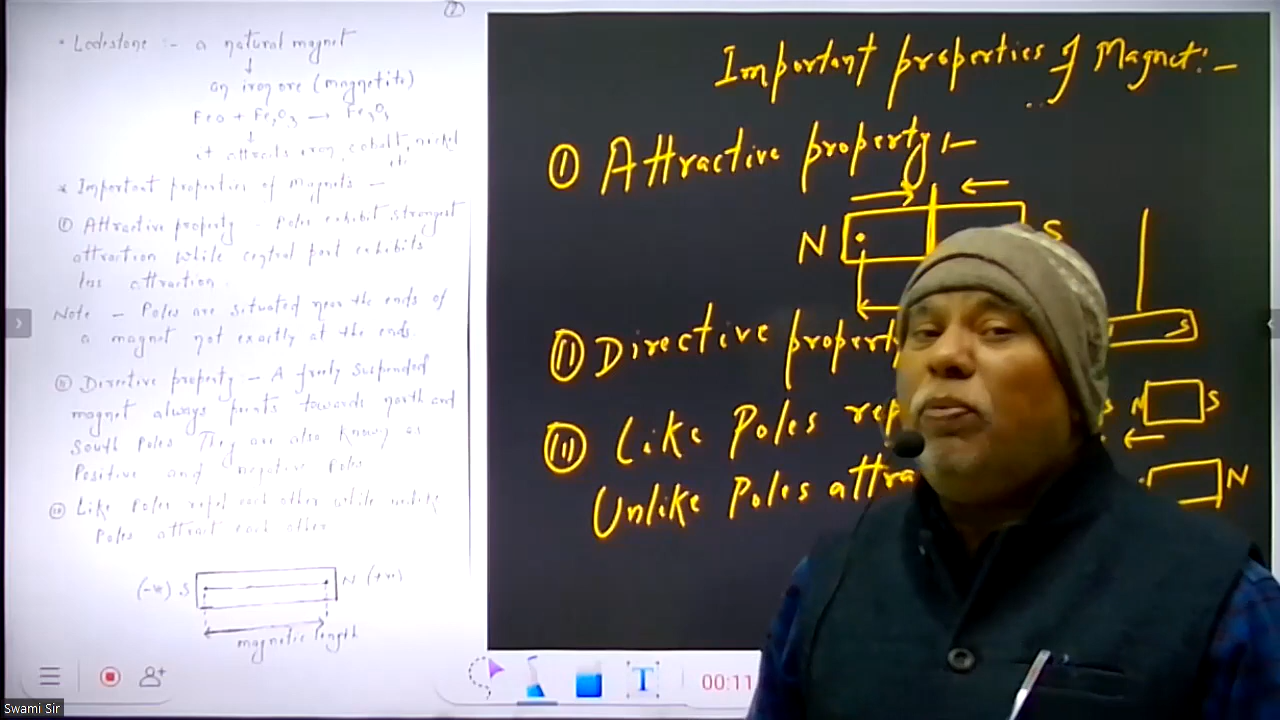 * Lodestone :- a natural magnet
↓
an iron ore (magnetite)
FeO + Fe₂O₃ → Fe₃O₄
↓
it attracts iron, cobalt, nickel
etc
* Important properties of Magnets -
(I) Attractive property - Poles exhibit strongest
attraction while central part exhibits
less attraction.
Note - Poles are situated near the ends of
a magnet not exactly at the ends.
(II) Directive property - A freely suspended
magnet always points towards north and
South Poles They are also known as
Positive and negative Poles
(III) Like Poles repel each other while unlike
Poles attract each other
(-ve) S N (+ve)
magnetic length
Important properties of Magnet :-
(I) Attractive property :-
N S
(II) Directive property
S
(III) Like Poles rep
S N S
Unlike Poles attra
N
T
00:11
Swami Sir